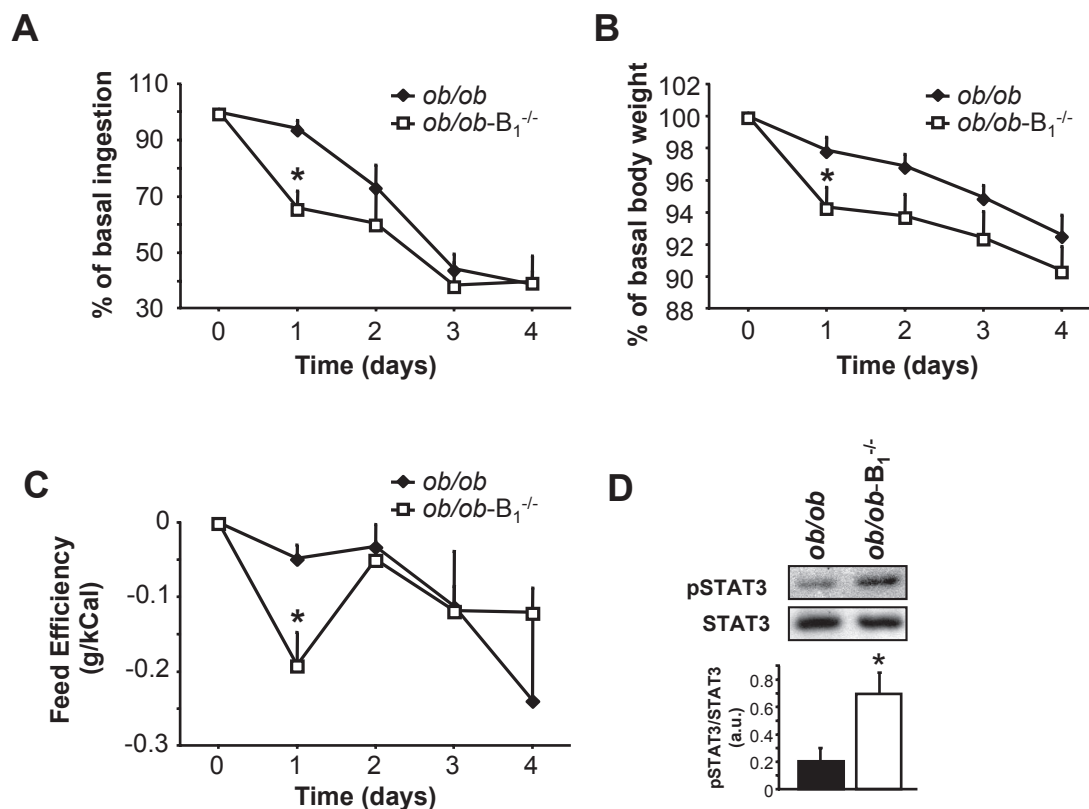 A
% of basal ingestion
110
90
70
50
30
ob/ob
ob/ob-B₁⁻/⁻
*
0 1 2 3 4
Time (days)
B
% of basal body weight
102
100
98
96
94
92
90
88
ob/ob
ob/ob-B₁⁻/⁻
*
0 1 2 3 4
Time (days)
C
Feed Efficiency
(g/kCal)
0
-0.1
-0.2
-0.3
ob/ob
ob/ob-B₁⁻/⁻
*
0 1 2 3 4
Time (days)
D
ob/ob
ob/ob-B₁⁻/⁻
pSTAT3
STAT3
pSTAT3/STAT3
(a.u.)
0.8
0.6
0.4
0.2
0
*